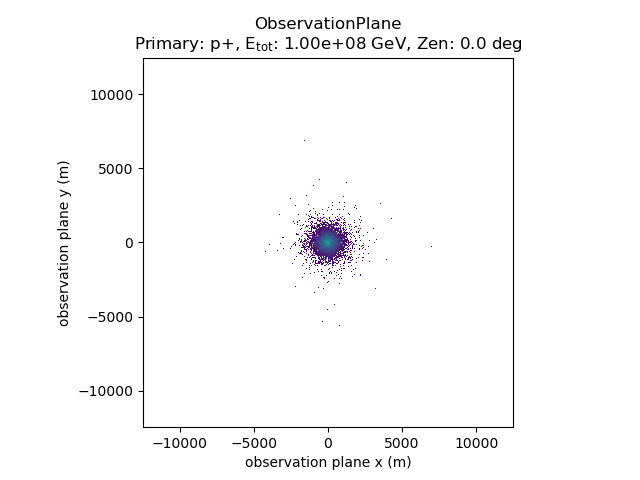 ObservationPlane
Primary: p+, E_tot: 1.00e+08 GeV, Zen: 0.0 deg
10000
5000
0
−5000
−10000
observation plane y (m)
−10000 −5000 0 5000 10000
observation plane x (m)